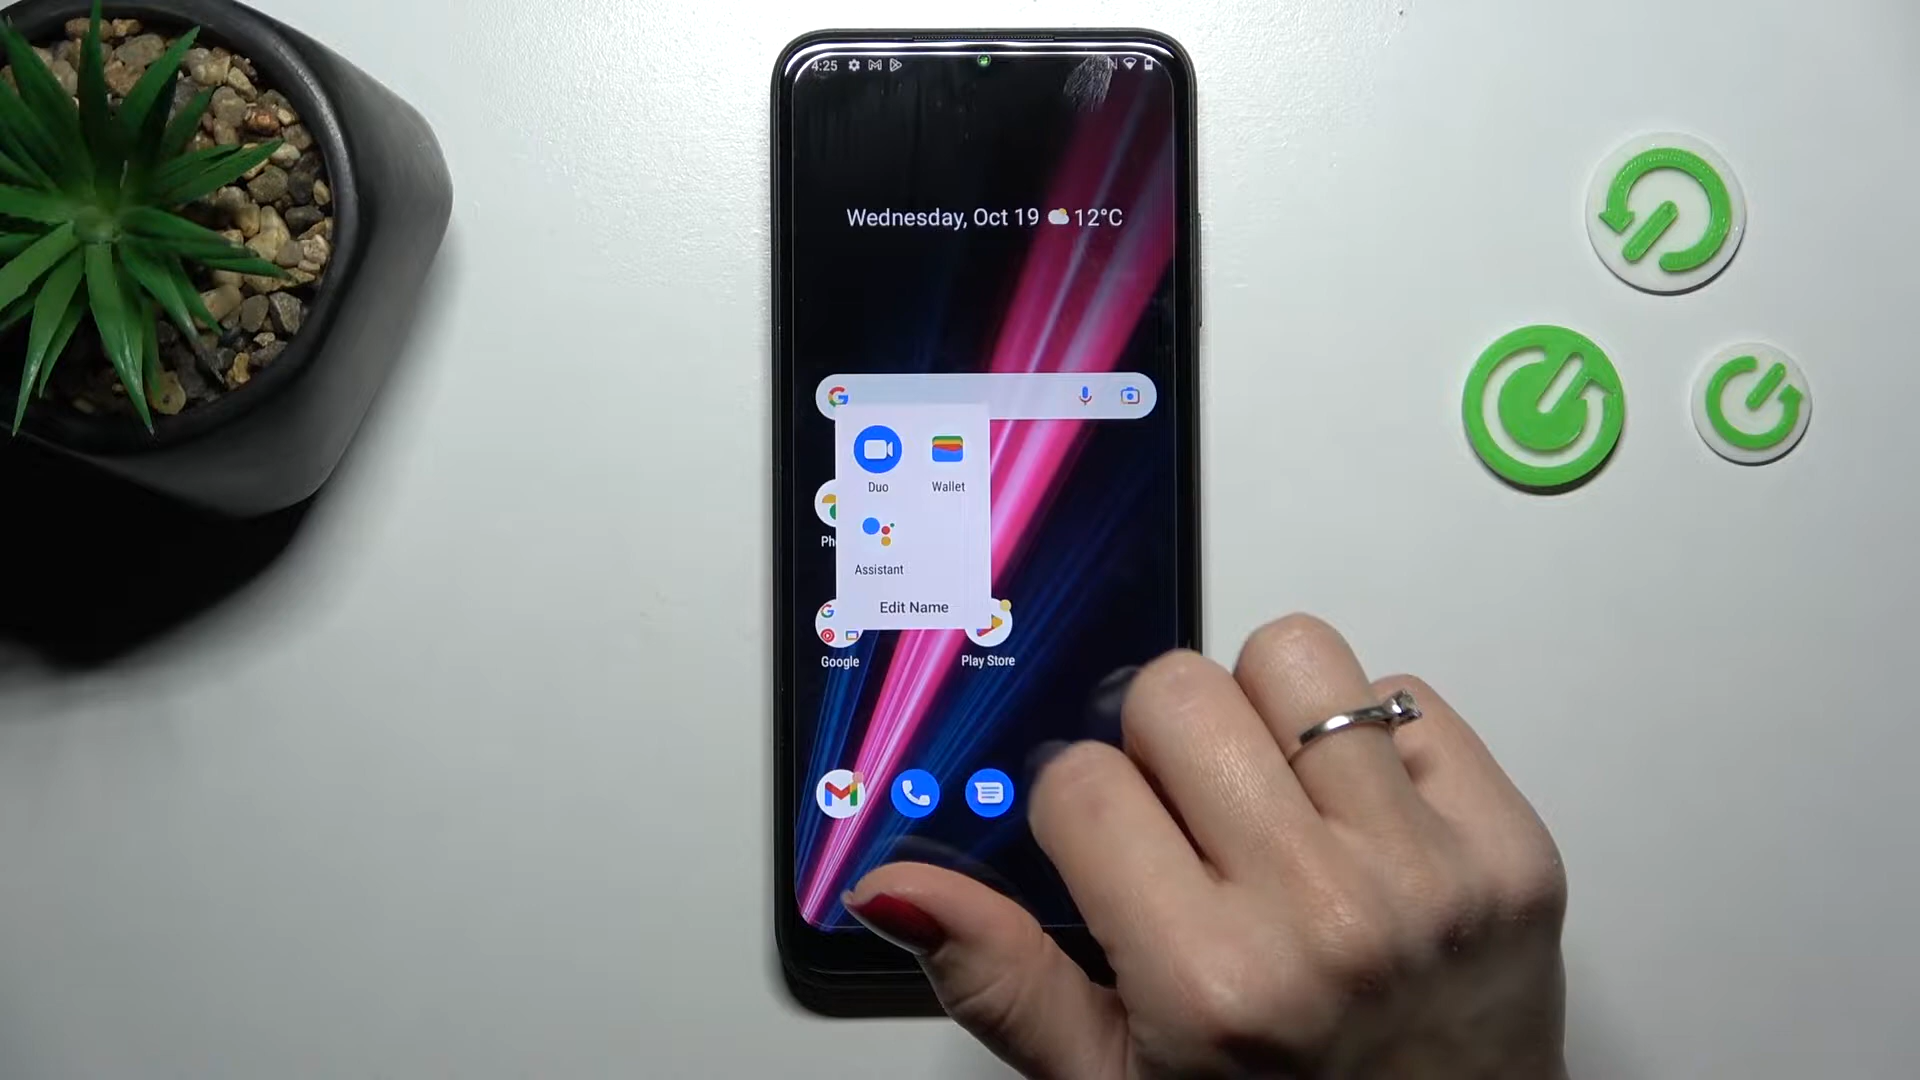 4:25
Wednesday, Oct 19 12°C
Duo Wallet
Assistant
Edit Name
Google Play Store